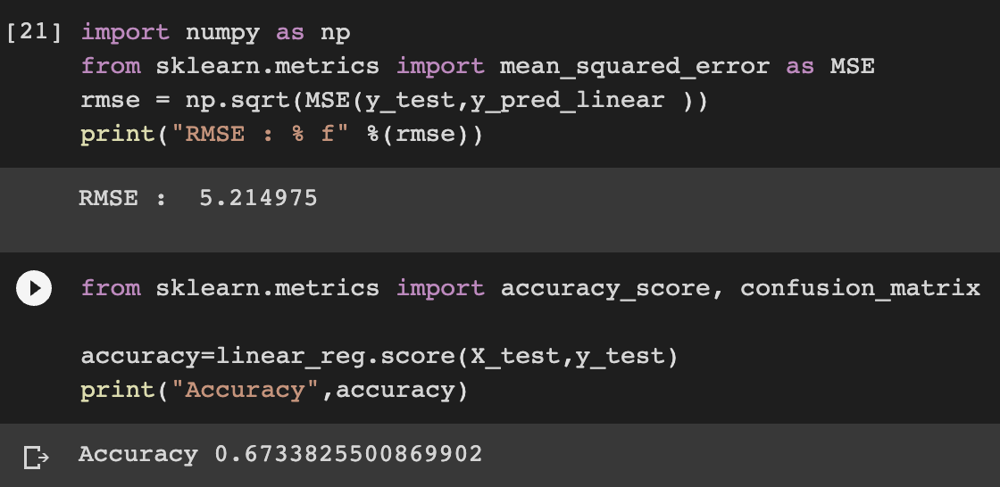 [21] import numpy as np
from sklearn.metrics import mean_squared_error as MSE
rmse = np.sqrt(MSE(y_test,y_pred_linear ))
print("RMSE : % f" %(rmse))
RMSE :  5.214975
from sklearn.metrics import accuracy_score, confusion_matrix
accuracy=linear_reg.score(X_test,y_test)
print("Accuracy",accuracy)
Accuracy 0.6733825500869902